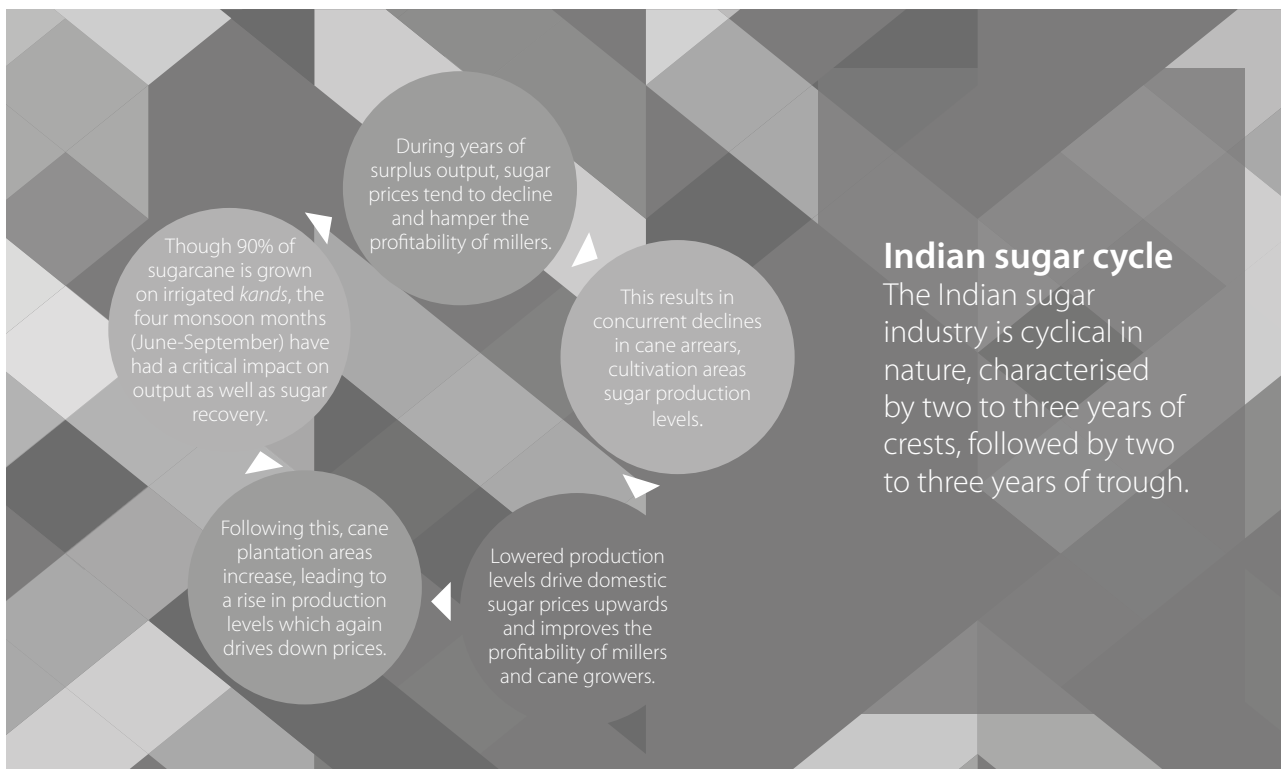 During years of
surplus output, sugar
prices tend to decline
and hamper the
profitability of millers.
This results in
concurrent declines
in cane arrears,
cultivation areas
sugar production
levels.
Lowered production
levels drive domestic
sugar prices upwards
and improves the
profitability of millers
and cane growers.
Following this, cane
plantation areas
increase, leading to
a rise in production
levels which again
drives down prices.
Though 90% of
sugarcane is grown
on irrigated kands, the
four monsoon months
(June-September) have
had a critical impact on
output as well as sugar
recovery.
Indian sugar cycle
The Indian sugar
industry is cyclical in
nature, characterised
by two to three years of
crests, followed by two
to three years of trough.